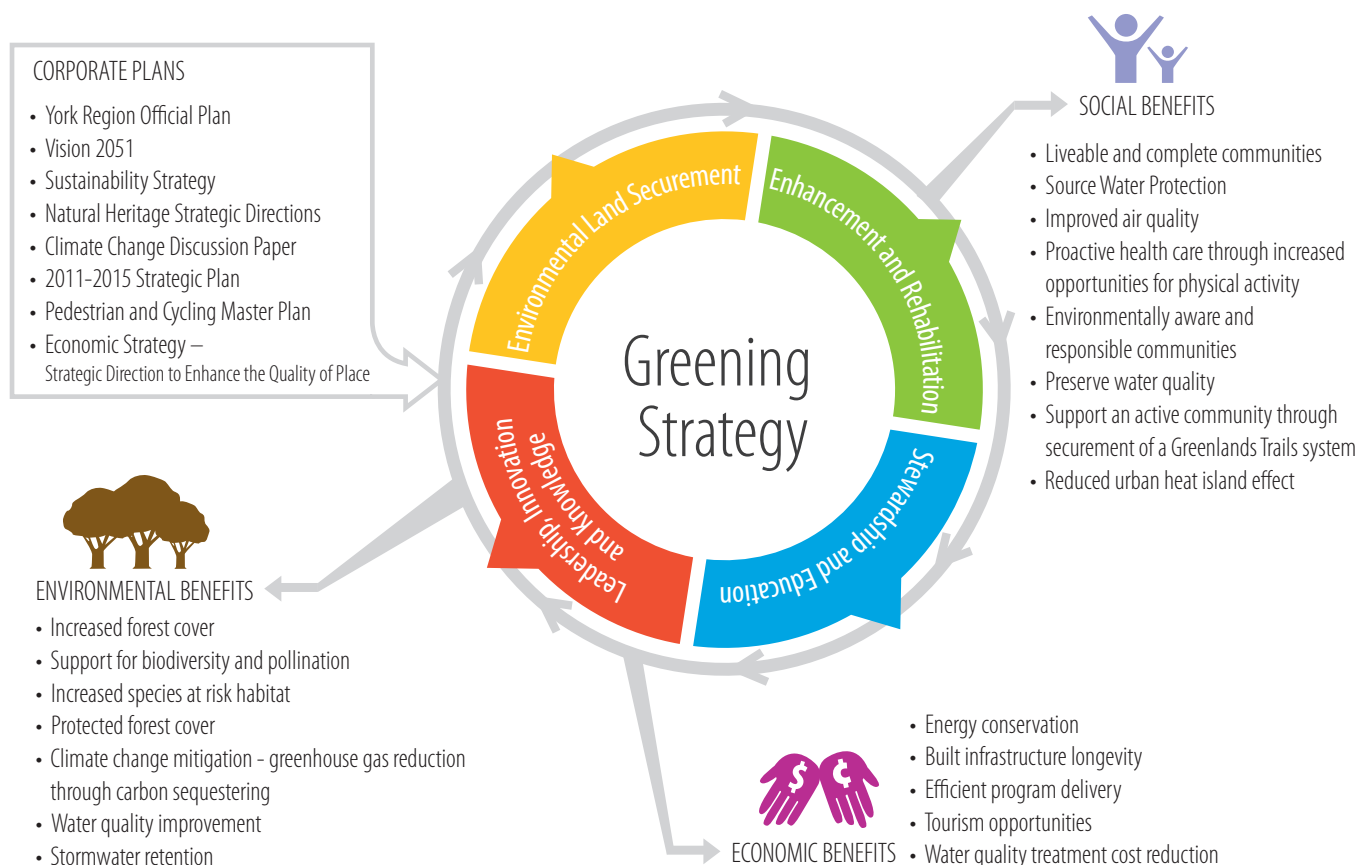 CORPORATE PLANS
• York Region Official Plan
• Vision 2051
• Sustainability Strategy
• Natural Heritage Strategic Directions
• Climate Change Discussion Paper
• 2011-2015 Strategic Plan
• Pedestrian and Cycling Master Plan
• Economic Strategy –
Strategic Direction to Enhance the Quality of Place
Environmental Land Securement
Enhancement and Rehabilitation
Stewardship and Education
Leadership, Innovation
and Knowledge
Greening
Strategy
SOCIAL BENEFITS
• Liveable and complete communities
• Source Water Protection
• Improved air quality
• Proactive health care through increased
opportunities for physical activity
• Environmentally aware and
responsible communities
• Preserve water quality
• Support an active community through
securement of a Greenlands Trails system
• Reduced urban heat island effect
ENVIRONMENTAL BENEFITS
• Increased forest cover
• Support for biodiversity and pollination
• Increased species at risk habitat
• Protected forest cover
• Climate change mitigation - greenhouse gas reduction
through carbon sequestering
• Water quality improvement
• Stormwater retention
$ ¢
ECONOMIC BENEFITS
• Energy conservation
• Built infrastructure longevity
• Efficient program delivery
• Tourism opportunities
• Water quality treatment cost reduction